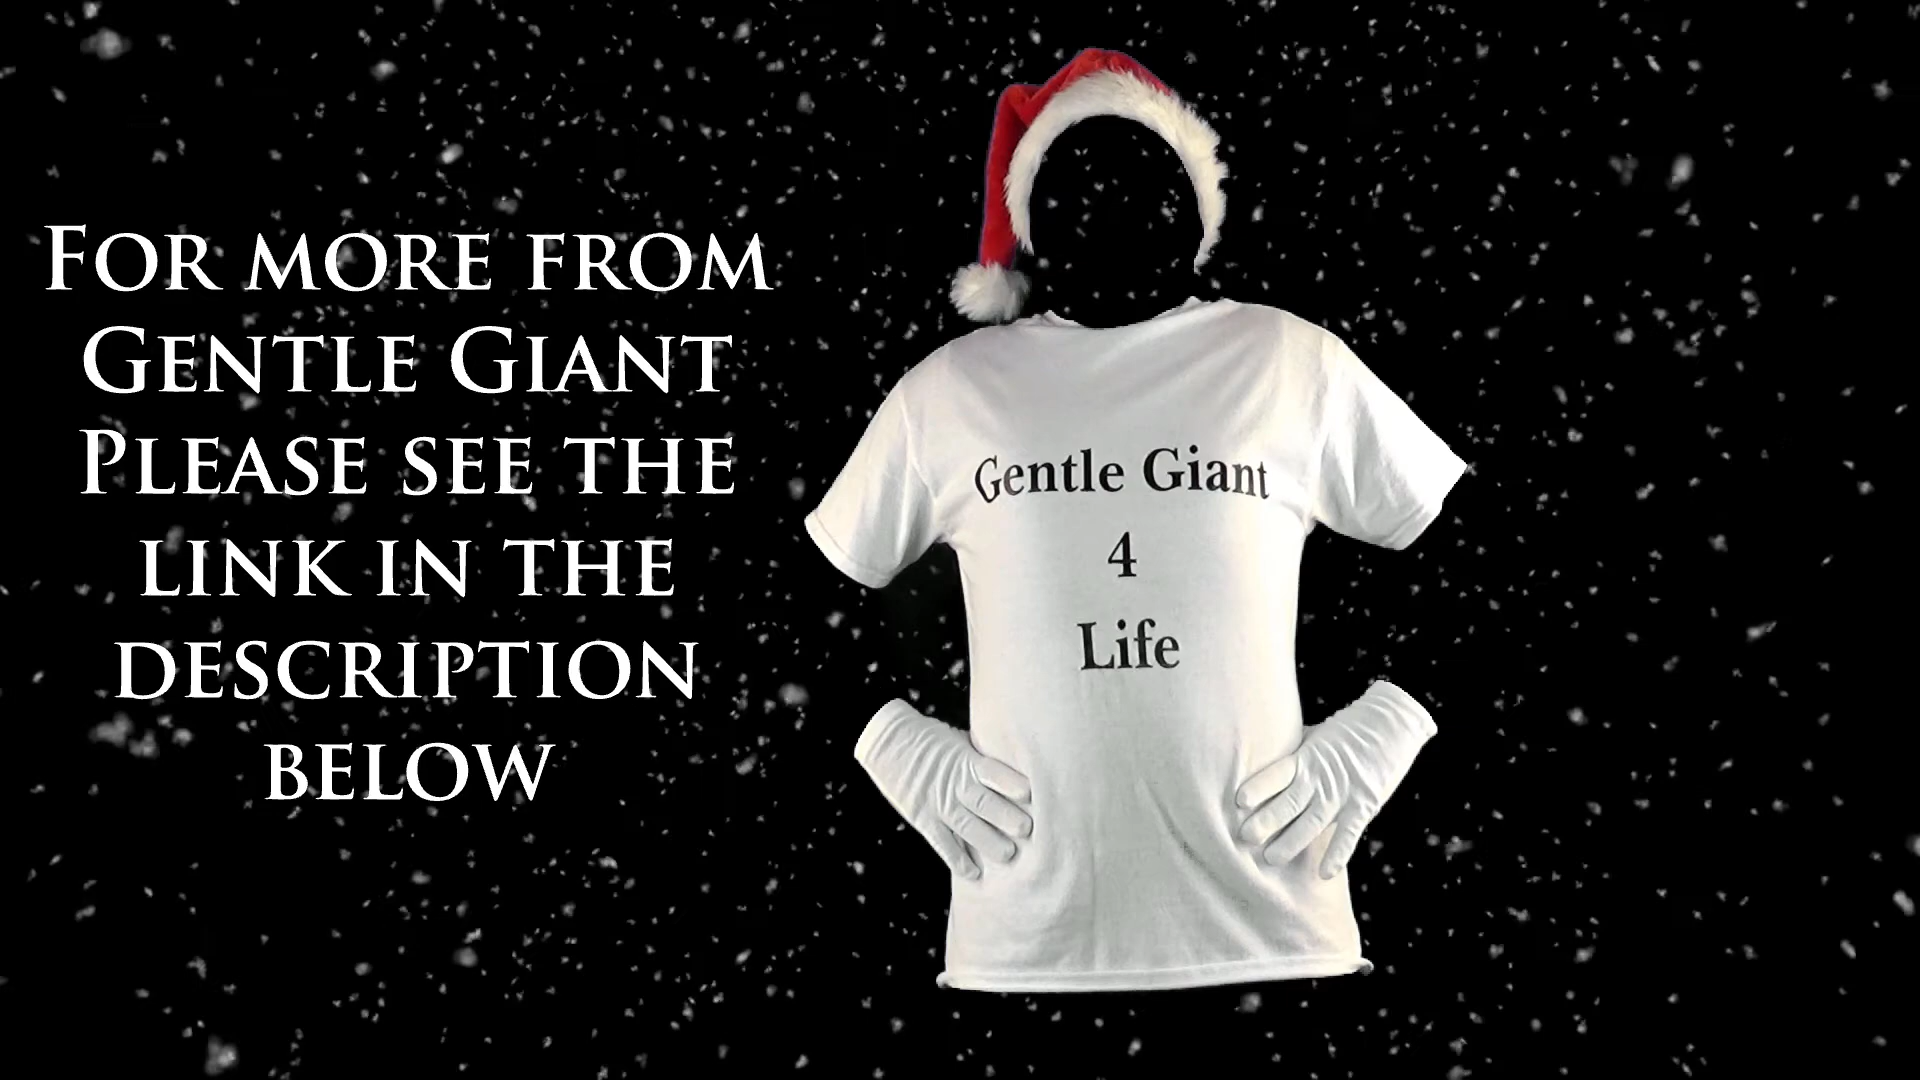 For more from
Gentle Giant
Please see the
link in the
description
below
Gentle Giant
4
Life